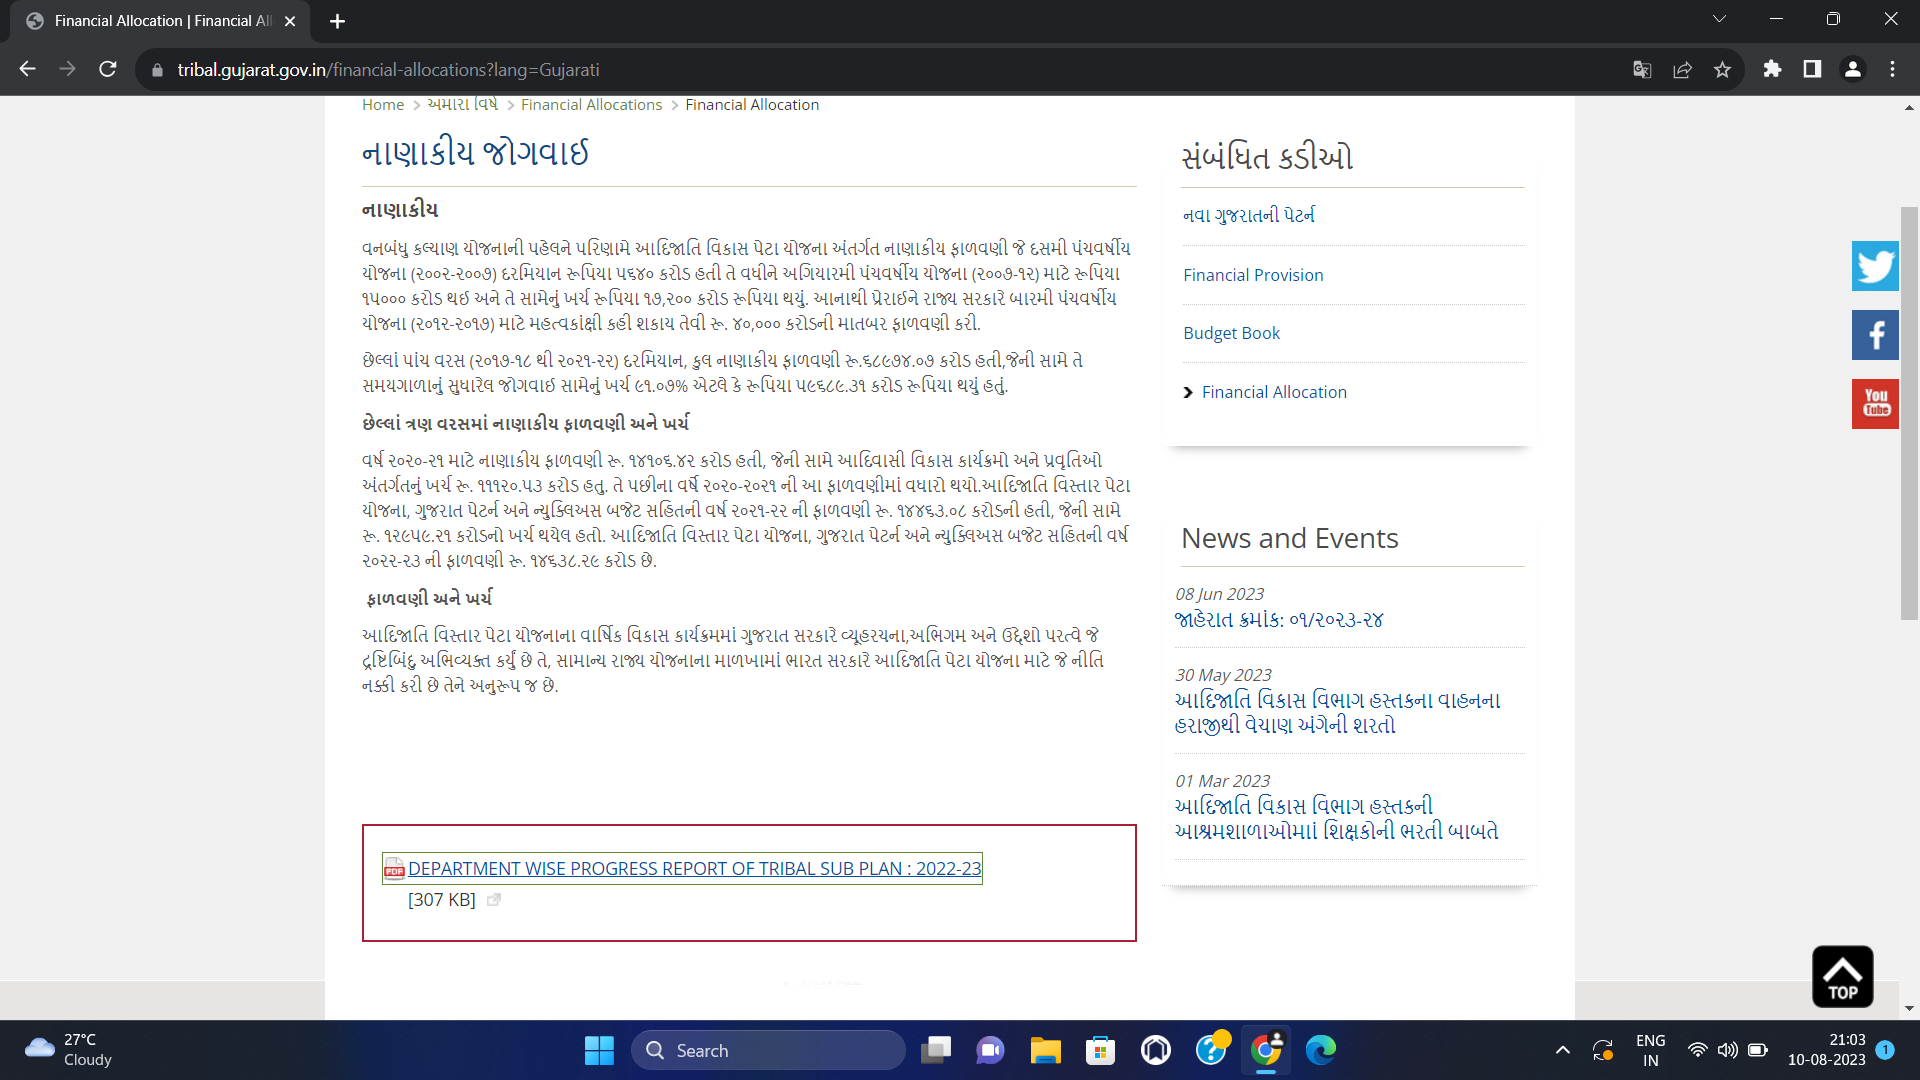 Financial Allocation | Financial All
tribal.gujarat.gov.in/financial-allocations?lang=Gujarati
Home > અમારા વિષે > Financial Allocations > Financial Allocation
નાણાકીય જોગવાઈ
નાણાકીય
વનબંધુ કલ્યાણ યોજનાની પહેલને પરિણામે આદિજાતિ વિકાસ પેટા યોજના અંતર્ગત નાણાકીય ફાળવણી જે દસમી પંચવર્ષીય
યોજના (૨૦૦૨-૨૦૦૭) દરમિયાન રૂપિયા ૫૬૪૦ કરોડ હતી તે વધીને અગિયારમી પંચવર્ષીય યોજના (૨૦૦૭-૧૨) માટે રૂપિયા
૧૫૦૦૦ કરોડ થઈ અને તે સામેનું ખર્ચ રૂપિયા ૧૭,૨૦૦ કરોડ રૂપિયા થયું. આનાથી પ્રેરાઈને રાજ્ય સરકારે બારમી પંચવર્ષીય
યોજના (૨૦૧૨-૨૦૧૭) માટે મહત્વકાંક્ષી કહી શકાય તેવી રૂ. ૪૦,૦૦૦ કરોડની માતબર ફાળવણી કરી.
છેલ્લાં પાંચ વરસ (૨૦૧૭-૧૮ થી ૨૦૨૧-૨૨) દરમિયાન, કુલ નાણાકીય ફાળવણી રૂ.૬૮૯૭૪.૦૭ કરોડ હતી,જેની સામે તે
સમયગાળાનું સુધારેલ જોગવાઈ સામેનું ખર્ચ ૯૧.૦૭% એટલે કે રૂપિયા ૫૯૬૮૯.૩૧ કરોડ રૂપિયા થયું હતું.
છેલ્લાં ત્રણ વરસમાં નાણાકીય ફાળવણી અને ખર્ચ
વર્ષ ૨૦૨૦-૨૧ માટે નાણાકીય ફાળવણી રૂ. ૧૪૧૦૬.૪૨ કરોડ હતી, જેની સામે આદિવાસી વિકાસ કાર્યક્રમો અને પ્રવૃતિઓ
અંતર્ગતનું ખર્ચ રૂ. ૧૧૧૨૦.૫૩ કરોડ હતુ. તે પછીના વર્ષે ૨૦૨૦-૨૦૨૧ ની આ ફાળવણીમાં વધારો થયો.આદિજાતિ વિસ્તાર પેટા
યોજના, ગુજરાત પેટર્ન અને ન્યુક્લિઅસ બજેટ સહિતની વર્ષ ૨૦૨૧-૨૨ ની ફાળવણી રૂ. ૧૪૪૬૩.૦૮ કરોડની હતી, જેની સામે
રૂ. ૧૨૯૫૯.૨૧ કરોડનો ખર્ચ થયેલ હતો. આદિજાતિ વિસ્તાર પેટા યોજના, ગુજરાત પેટર્ન અને ન્યુક્લિઅસ બજેટ સહિતની વર્ષ
૨૦૨૨-૨૩ ની ફાળવણી રૂ. ૧૪૬૩૮.૨૯ કરોડ છે.
ફાળવણી અને ખર્ચ
આદિજાતિ વિસ્તાર પેટા યોજનાના વાર્ષિક વિકાસ કાર્યક્રમમાં ગુજરાત સરકારે વ્યૂહરચના,અભિગમ અને ઉદ્દેશો પરત્વે જે
દ્રષ્ટિબિંદુ અભિવ્યક્ત કર્યું છે તે, સામાન્ય રાજ્ય યોજનાના માળખામાં ભારત સરકારે આદિજાતિ પેટા યોજના માટે જે નીતિ
નક્કી કરી છે તેને અનુરૂપ જ છે.
PDF DEPARTMENT WISE PROGRESS REPORT OF TRIBAL SUB PLAN : 2022-23
[307 KB]
સંબંધિત કડીઓ
નવા ગુજરાતની પેટર્ન
Financial Provision
Budget Book
Financial Allocation
News and Events
08 Jun 2023
જાહેરાત ક્રમાંક: ૦૧/૨૦૨૩-૨૪
30 May 2023
આદિજાતિ વિકાસ વિભાગ હસ્તકના વાહનના
હરાજીથી વેચાણ અંગેની શરતો
01 Mar 2023
આદિજાતિ વિકાસ વિભાગ હસ્તકની
આશ્રમશાળાઓમાાં શિક્ષકોની ભરતી બાબતે
You
Tube
TOP
27°C
Cloudy
Search
ENG
IN
21:03
10-08-2023
1